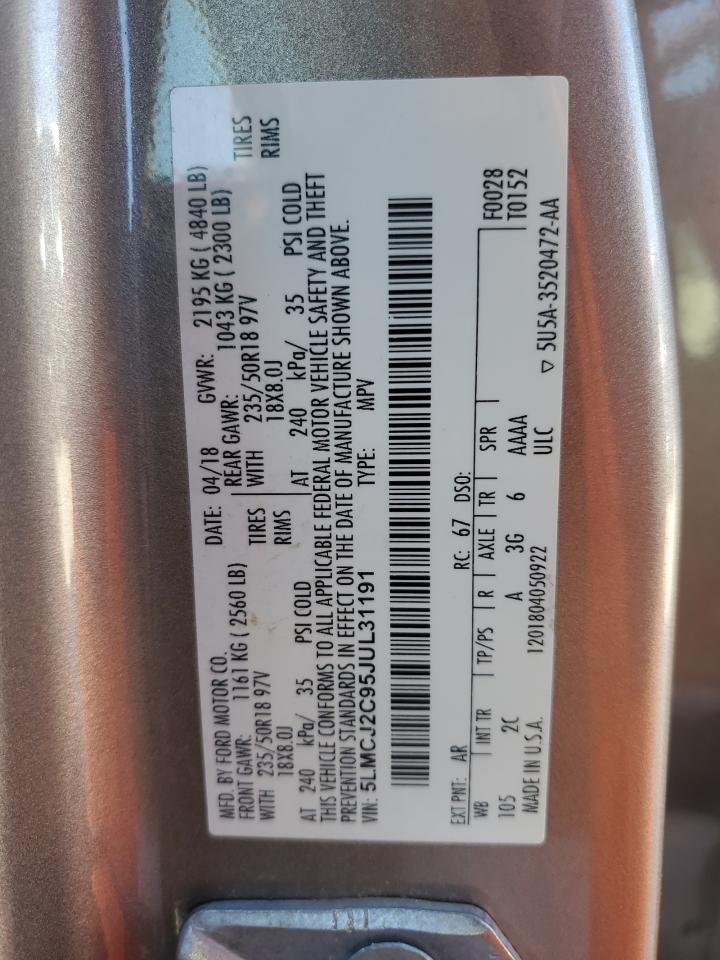 MFD. BY FORD MOTOR CO. DATE: 04/18 GVWR: 2195 KG ( 4840 LB)
FRONT GAWR: 1161 KG ( 2560 LB) REAR GAWR: 1043 KG ( 2300 LB)
WITH 235/50R18 97V TIRES WITH 235/50R18 97V TIRES
18X8.0J RIMS 18X8.0J RIMS
AT 240 kPa/ 35 PSI COLD AT 240 kPa/ 35 PSI COLD
THIS VEHICLE CONFORMS TO ALL APPLICABLE FEDERAL MOTOR VEHICLE SAFETY AND THEFT
PREVENTION STANDARDS IN EFFECT ON THE DATE OF MANUFACTURE SHOWN ABOVE.
VIN: 5LMCJ2C95JUL31191 TYPE: MPV
EXT PNT: AR RC: 67 DSO:
WB INT TR TP/PS R AXLE TR SPR F0028
105 2C A 3G 6 AAAA T0152
MADE IN U.S.A. 1201804050922 ULC
▽ 5U5A-3520472-AA